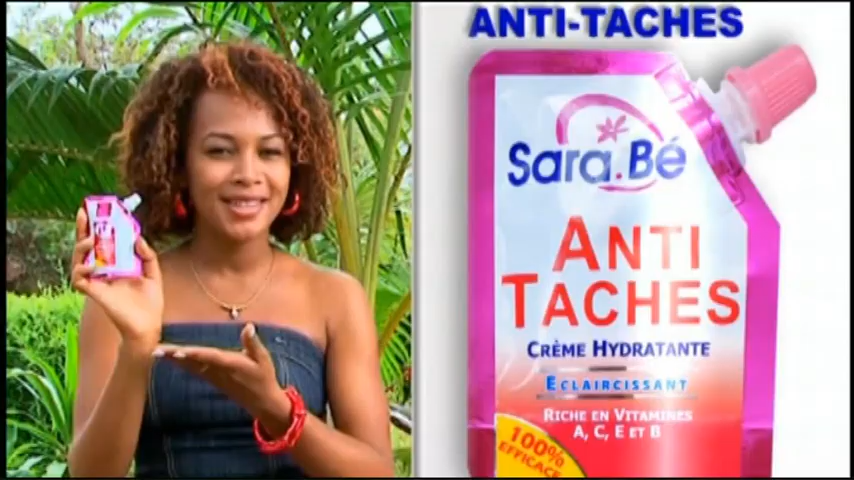 ANTI-TACHES
Sara.Bé
ANTI
TACHES
CRÈME HYDRATANTE
ECLAIRCISSANT
RICHE EN VITAMINES
A, C, E ET B
100%
EFFICACE